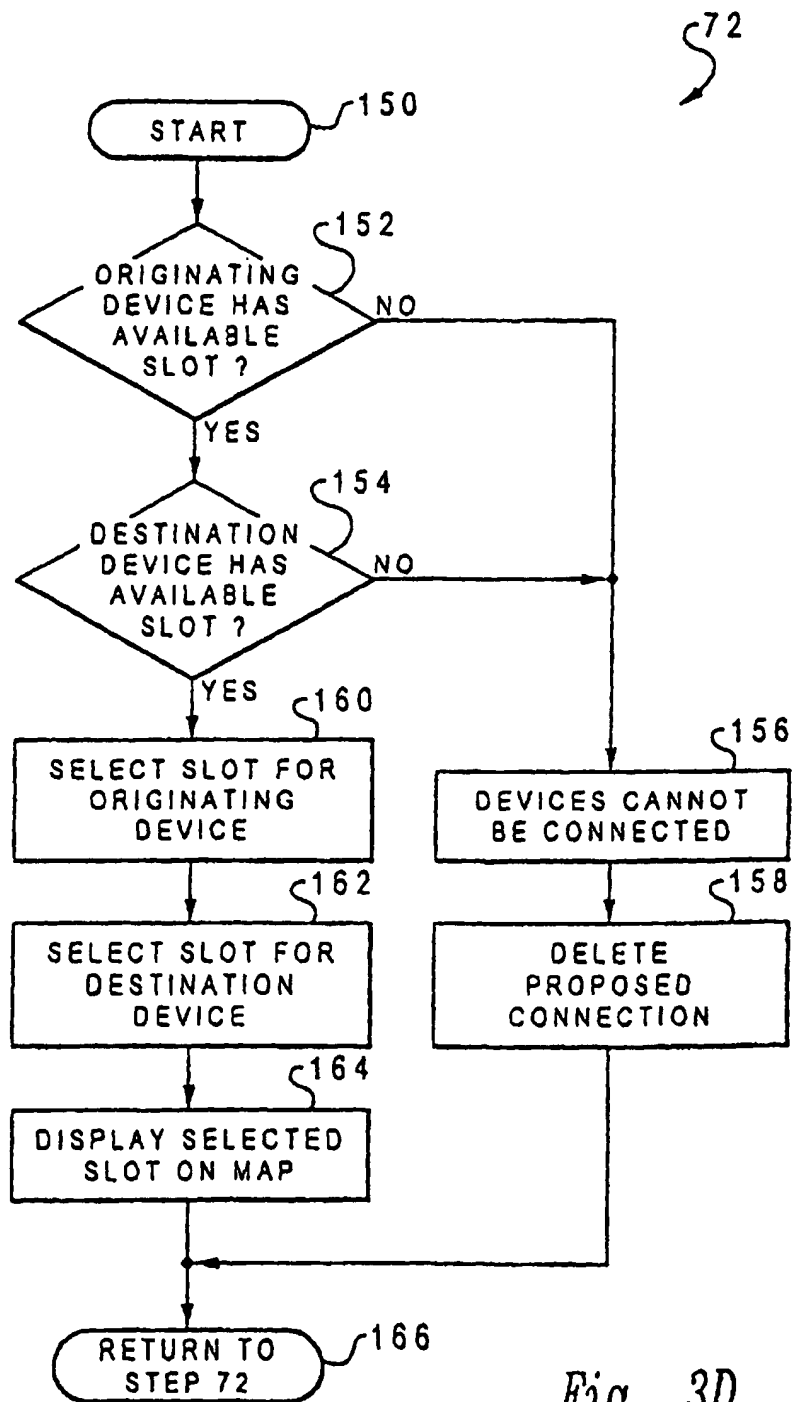 72
START
150
152
ORIGINATING
DEVICE HAS
AVAILABLE
SLOT ?
NO
YES
154
DESTINATION
DEVICE HAS
AVAILABLE
SLOT ?
NO
YES
160
SELECT SLOT FOR
ORIGINATING
DEVICE
156
DEVICES CANNOT
BE CONNECTED
162
SELECT SLOT FOR
DESTINATION
DEVICE
158
DELETE
PROPOSED
CONNECTION
164
DISPLAY SELECTED
SLOT ON MAP
RETURN TO
STEP 72
166
Fig. 3D